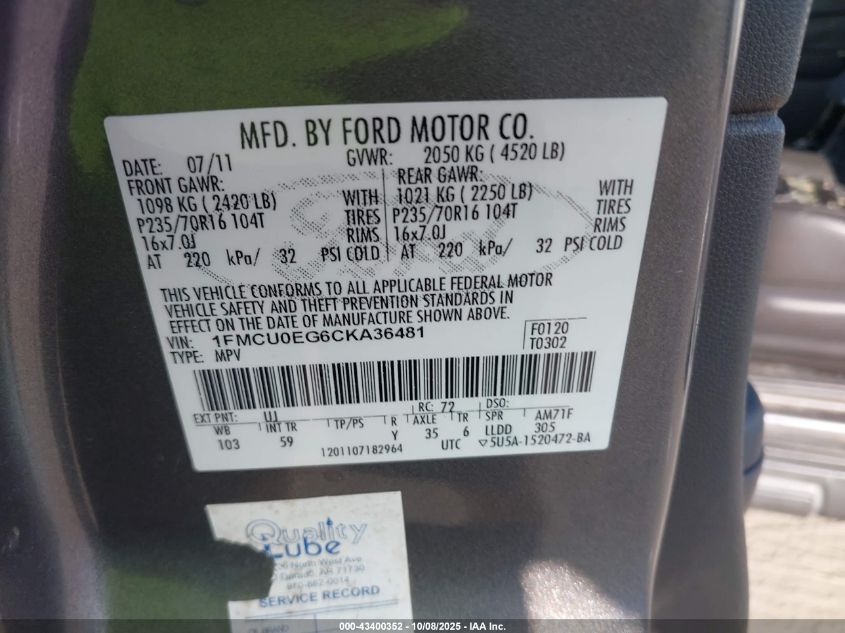 MFD. BY FORD MOTOR CO.
DATE: 07/11 GVWR: 2050 KG ( 4520 LB)
FRONT GAWR: REAR GAWR:
1098 KG ( 2420 LB) WITH 1021 KG ( 2250 LB) WITH
P235/70R16 104T TIRES P235/70R16 104T TIRES
16x7.0J RIMS 16x7.0J RIMS
AT 220 kPa/ 32 PSI COLD AT 220 kPa/ 32 PSI COLD
THIS VEHICLE CONFORMS TO ALL APPLICABLE FEDERAL MOTOR
VEHICLE SAFETY AND THEFT PREVENTION STANDARDS IN
EFFECT ON THE DATE OF MANUFACTURE SHOWN ABOVE.
VIN: 1FMCU0EG6CKA36481 F0120
TYPE: MPV T0302
EXT PNT: UJ RC: 72 DSO:
WB INT TR TP/PS R AXLE TR SPR AM71F
103 59 Y 35 6 LLDD 305
1201107182964 UTC ▽5U5A-1520472-BA
Quality
Lube
North West Ave
AR 71730
SERVICE RECORD
000-43400352 | 10/08/2025 | IAA Inc.